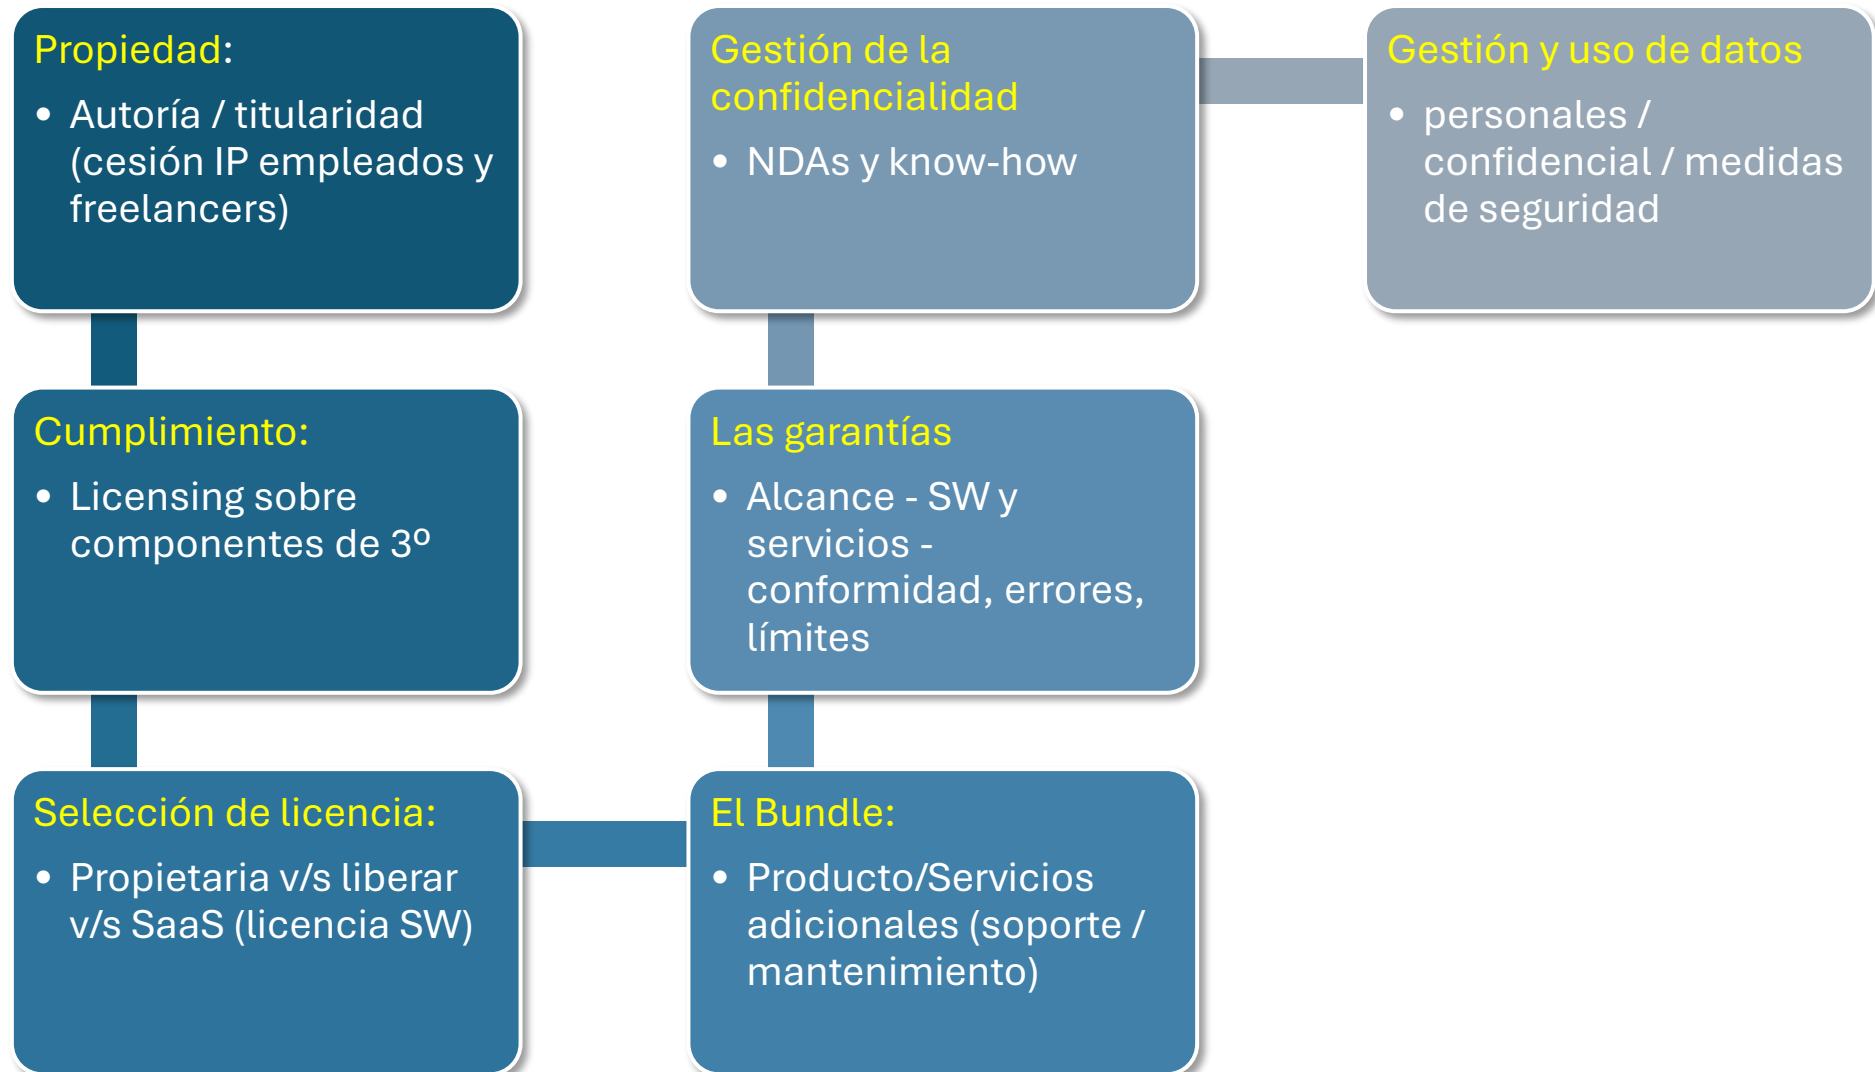 Propiedad:
• Autoría / titularidad
(cesión IP empleados y
freelancers)
Cumplimiento:
• Licensing sobre
componentes de 3º
Selección de licencia:
• Propietaria v/s liberar
v/s SaaS (licencia SW)
El Bundle:
• Producto/Servicios
adicionales (soporte /
mantenimiento)
Las garantías
• Alcance - SW y
servicios -
conformidad, errores,
límites
Gestión de la
confidencialidad
• NDAs y know-how
Gestión y uso de datos
• personales /
confidencial / medidas
de seguridad